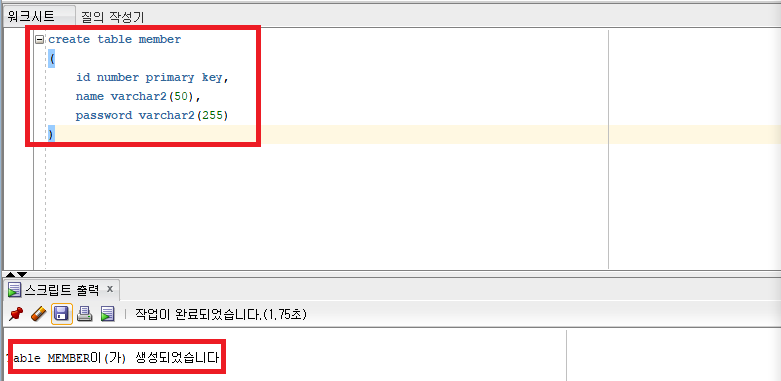 워크시트 질의 작성기
create table member
(
id number primary key,
name varchar2(50),
password varchar2(255)
)
스크립트 출력 x
작업이 완료되었습니다.(1.75초)
Table MEMBER이(가) 생성되었습니다